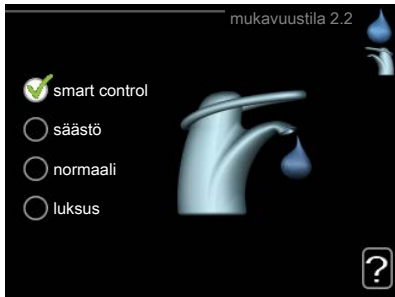 mukavuustila 2.2
smart control
säästö
normaali
luksus
?